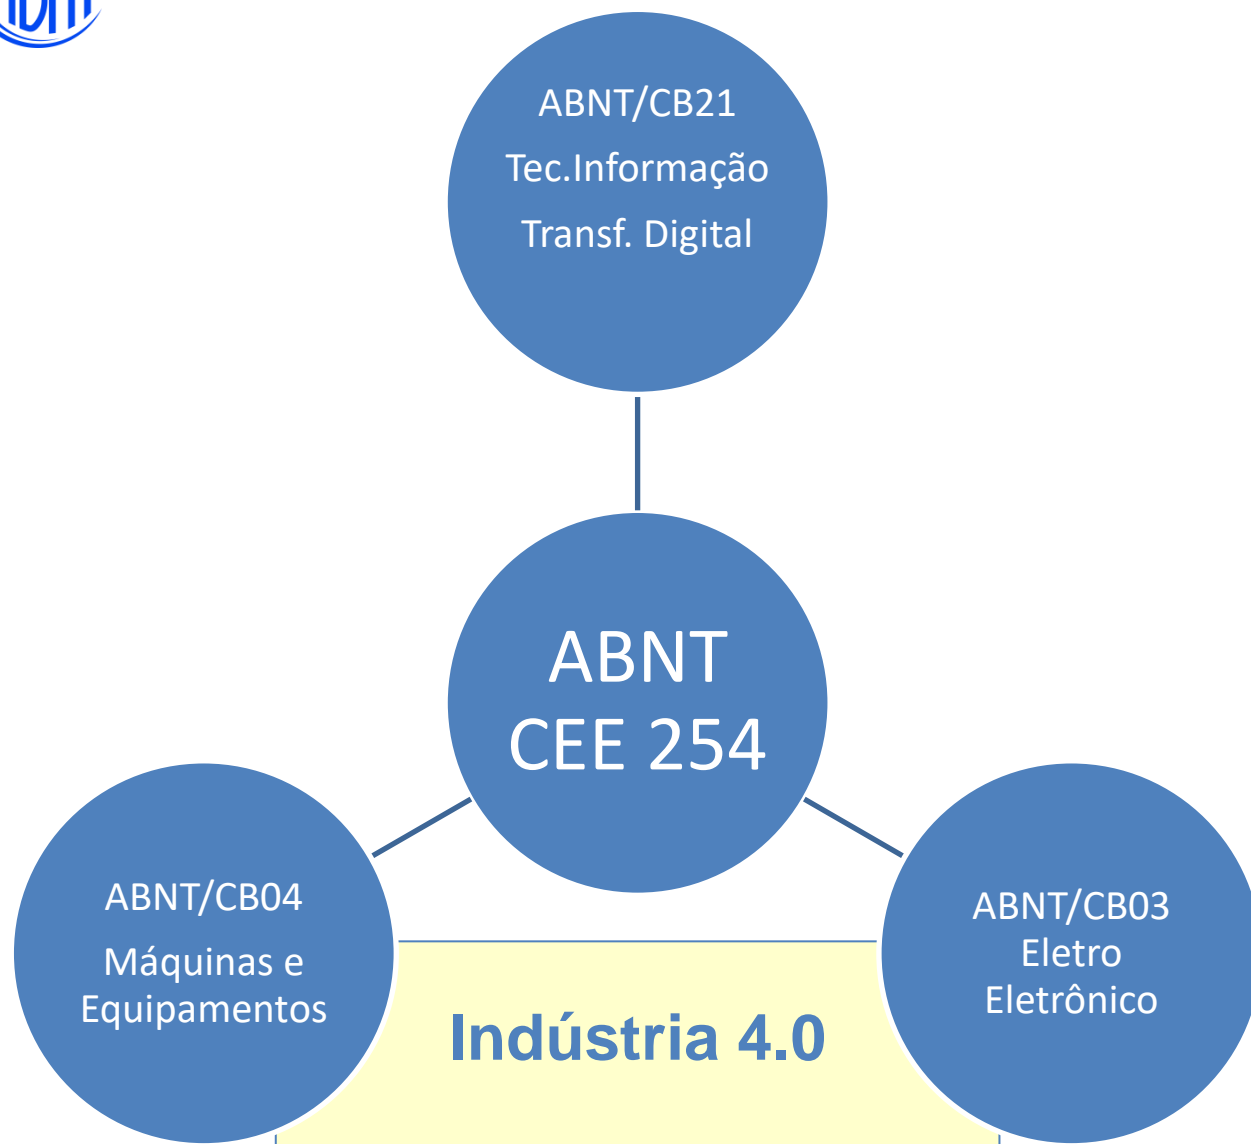 ABNT/CB21
Tec.Informação
Transf. Digital
ABNT
CEE 254
ABNT/CB04
Máquinas e
Equipamentos
ABNT/CB03
Eletro
Eletrônico
Indústria 4.0